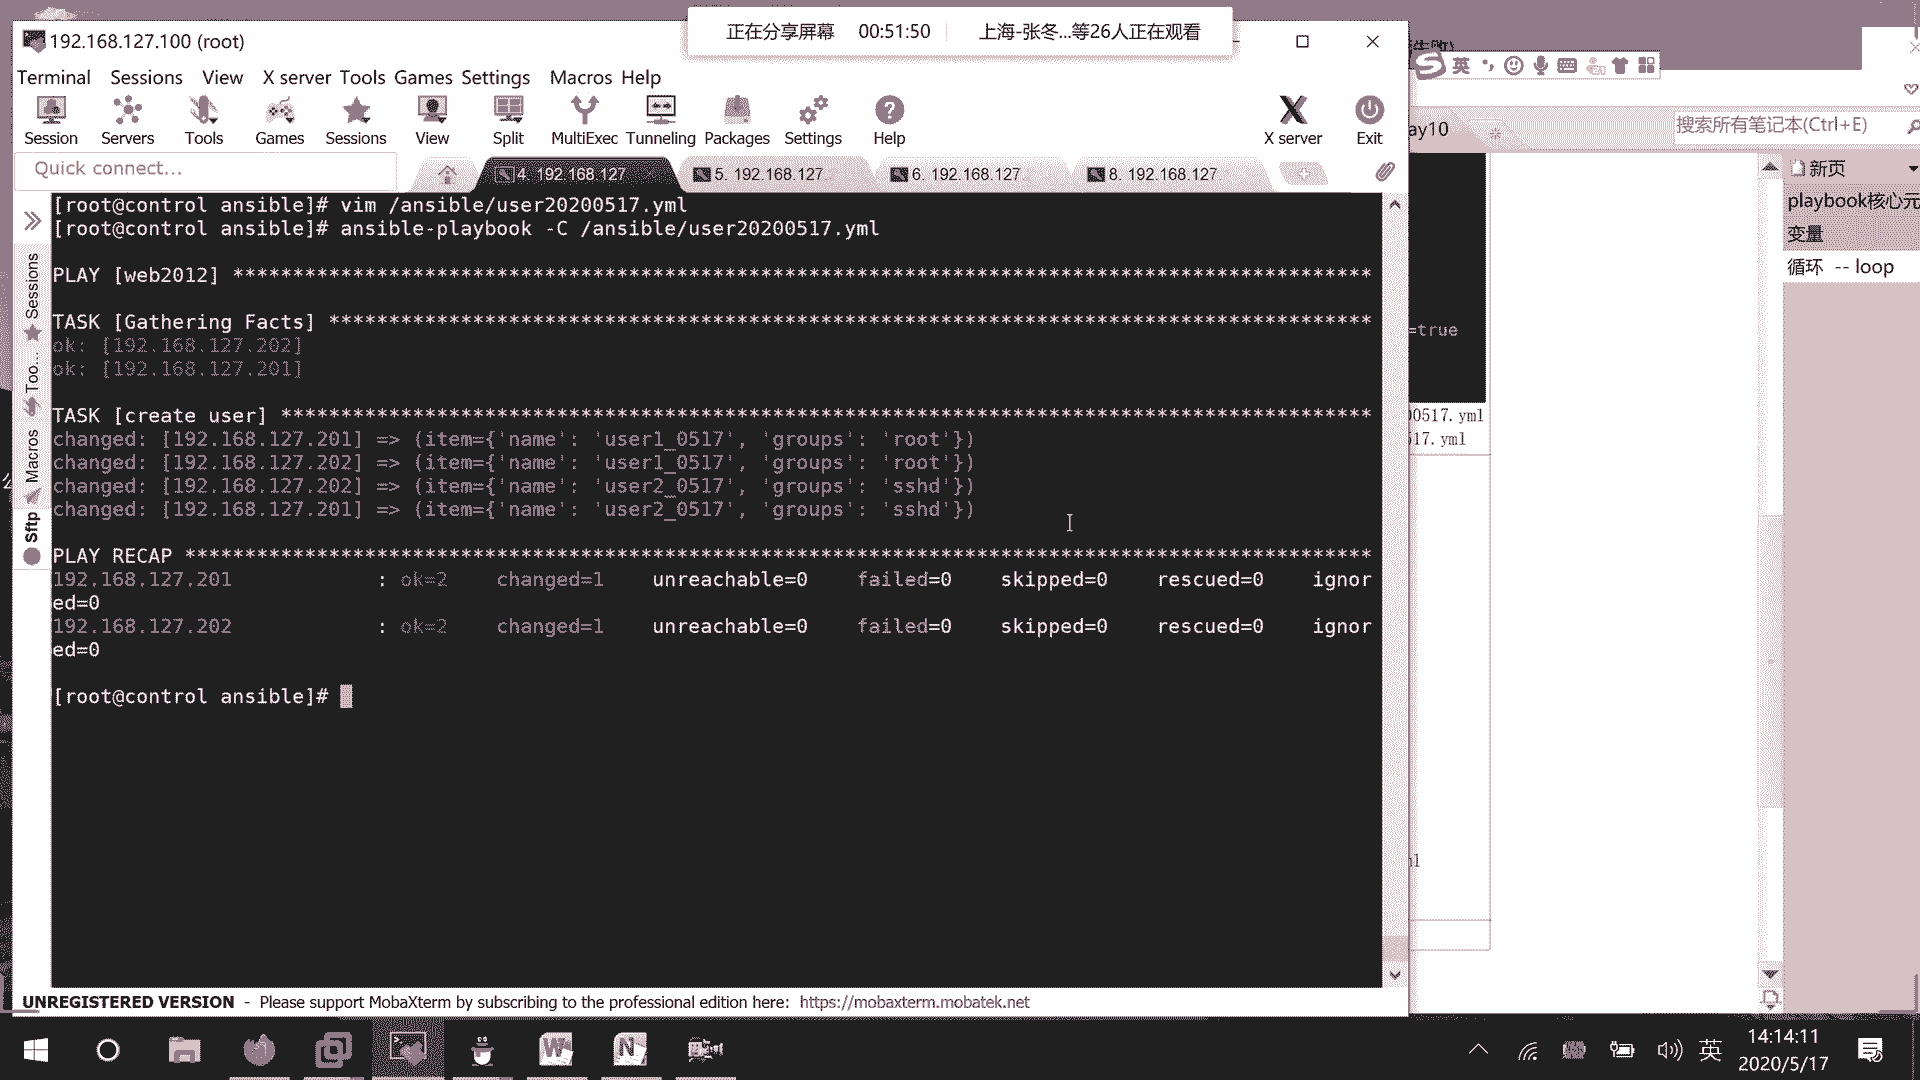 正在分享屏幕 00:51:50 上海-张冬...等26人正在观看
192.168.127.100 (root)
Terminal Sessions View X server Tools Games Settings Macros Help
英
Session Servers Tools Games Sessions View Split MultiExec Tunneling Packages Settings Help X server Exit
ay10
搜索所有笔记本(Ctrl+E)
Quick connect...
4. 192.168.127
5. 192.168.127.
6. 192.168.127.
8. 192.168.127.
新页
playbook核心元
变量
循环 -- loop
Sessions
Too...
Macros
Sftp
[root@control ansible]# vim /ansible/user20200517.yml
[root@control ansible]# ansible-playbook -C /ansible/user20200517.yml
PLAY [web2012] ***********************************************************************************************
TASK [Gathering Facts] ***************************************************************************************
ok: [192.168.127.202]
ok: [192.168.127.201]
TASK [create user] *******************************************************************************************
changed: [192.168.127.201] => (item={'name': 'user1_0517', 'groups': 'root'})
changed: [192.168.127.202] => (item={'name': 'user1_0517', 'groups': 'root'})
changed: [192.168.127.202] => (item={'name': 'user2_0517', 'groups': 'sshd'})
changed: [192.168.127.201] => (item={'name': 'user2_0517', 'groups': 'sshd'})
PLAY RECAP ***************************************************************************************************
192.168.127.201 : ok=2 changed=1 unreachable=0 failed=0 skipped=0 rescued=0 ignor
ed=0
192.168.127.202 : ok=2 changed=1 unreachable=0 failed=0 skipped=0 rescued=0 ignor
ed=0
[root@control ansible]#
=true
00517.yml
517.yml
UNREGISTERED VERSION - Please support MobaXterm by subscribing to the professional edition here: https://mobaxterm.mobatek.net
英
14:14:11
2020/5/17